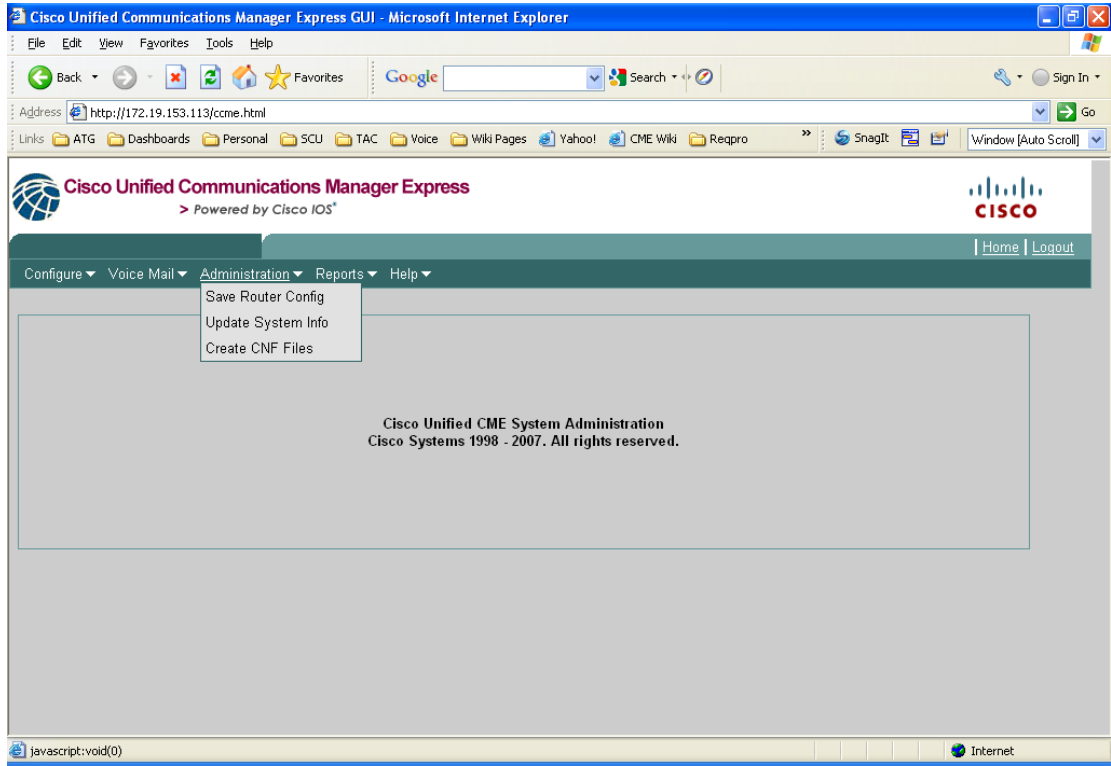 Cisco Unified Communications Manager Express GUI - Microsoft Internet Explorer
File Edit View Favorites Tools Help
Back Favorites Google Search Sign In
Address http://172.19.153.113/ccme.html Go
Links ATG Dashboards Personal SCU TAC Voice Wiki Pages Yahoo! CME Wiki Reqpro » SnagIt Window [Auto Scroll]
Cisco Unified Communications Manager Express
> Powered by Cisco IOS®
CISCO
Home Logout
Configure Voice Mail Administration Reports Help
Save Router Config
Update System Info
Create CNF Files
Cisco Unified CME System Administration
Cisco Systems 1998 - 2007. All rights reserved.
javascript:void(0) Internet